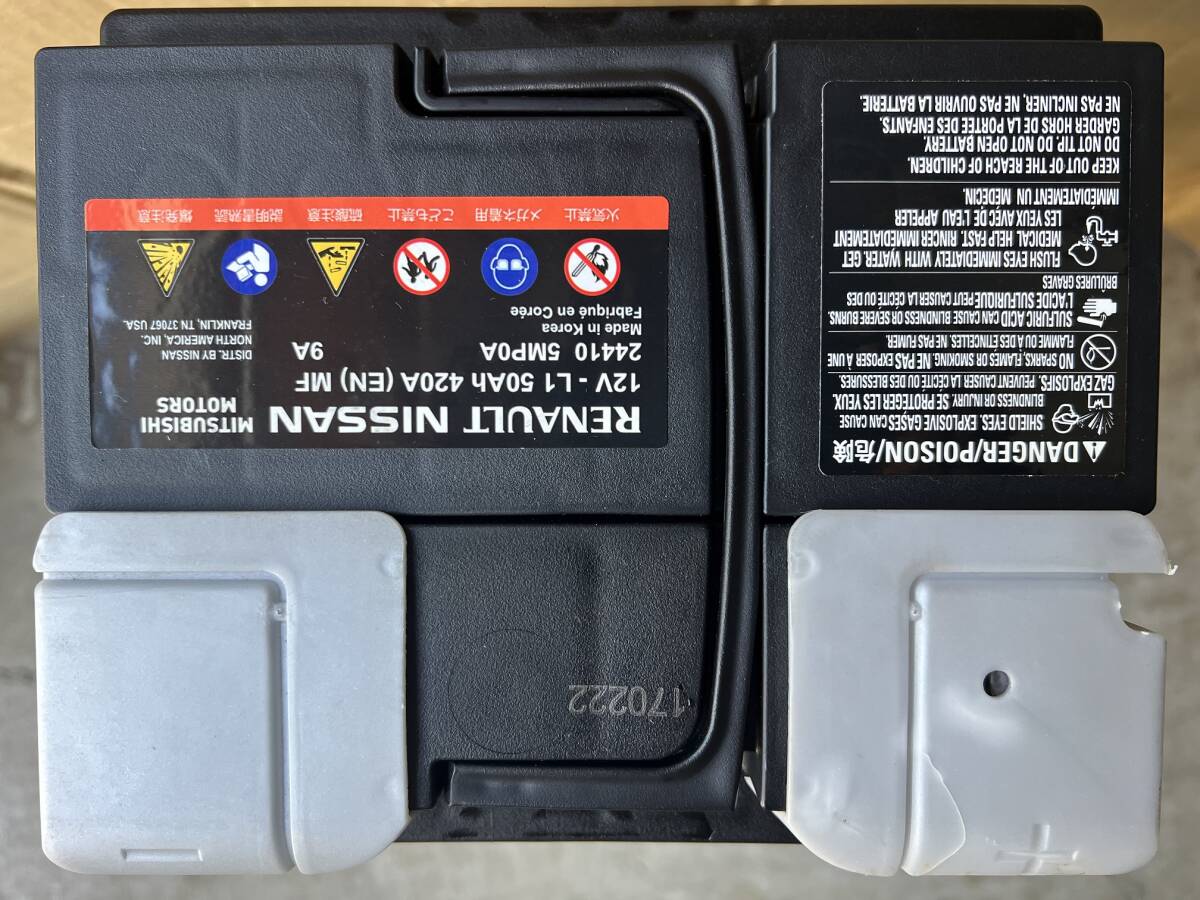 RENAULT NISSAN
MITSUBISHI
MOTORS
12V - L1 50Ah 420A (EN) MF
24410 5MP0A 9A
Made in Korea
Fabriqué en Corée
DISTR. BY NISSAN
NORTH AMERICA, INC.
FRANKLIN, TN 37067 USA.
火気禁止 メガネ着用 こども禁止 硫酸注意 説明書熟読 爆発注意
DANGER/POISON/危険
SHIELD EYES. EXPLOSIVE GASES CAN CAUSE
BLINDNESS OR INJURY. SE PROTÉGER LES YEUX.
GAZ EXPLOSIFS. PEUVENT CAUSER LA CÉCITÉ OU DES BLESSURES.
NO SPARKS, FLAMES OR SMOKING. NE PAS EXPOSER À UNE
FLAMME OU À DES ÉTINCELLES. NE PAS FUMER.
SULFURIC ACID CAN CAUSE BLINDNESS OR SEVERE BURNS.
L'ACIDE SULFURIQUE PEUT CAUSER LA CÉCITÉ OU DES
BRÛLURES GRAVES
FLUSH EYES IMMEDIATELY WITH WATER. GET
MEDICAL HELP FAST. RINCER IMMEDIATEMENT
LES YEUX AVEC DE L'EAU APPELER
IMMEDIATEMENT UN MÉDECIN.
KEEP OUT OF THE REACH OF CHILDREN.
DO NOT TIP. DO NOT OPEN BATTERY.
GARDER HORS DE LA PORTEE DES ENFANTS.
NE PAS INCLINER, NE PAS OUVRIR LA BATTERIE.
170222